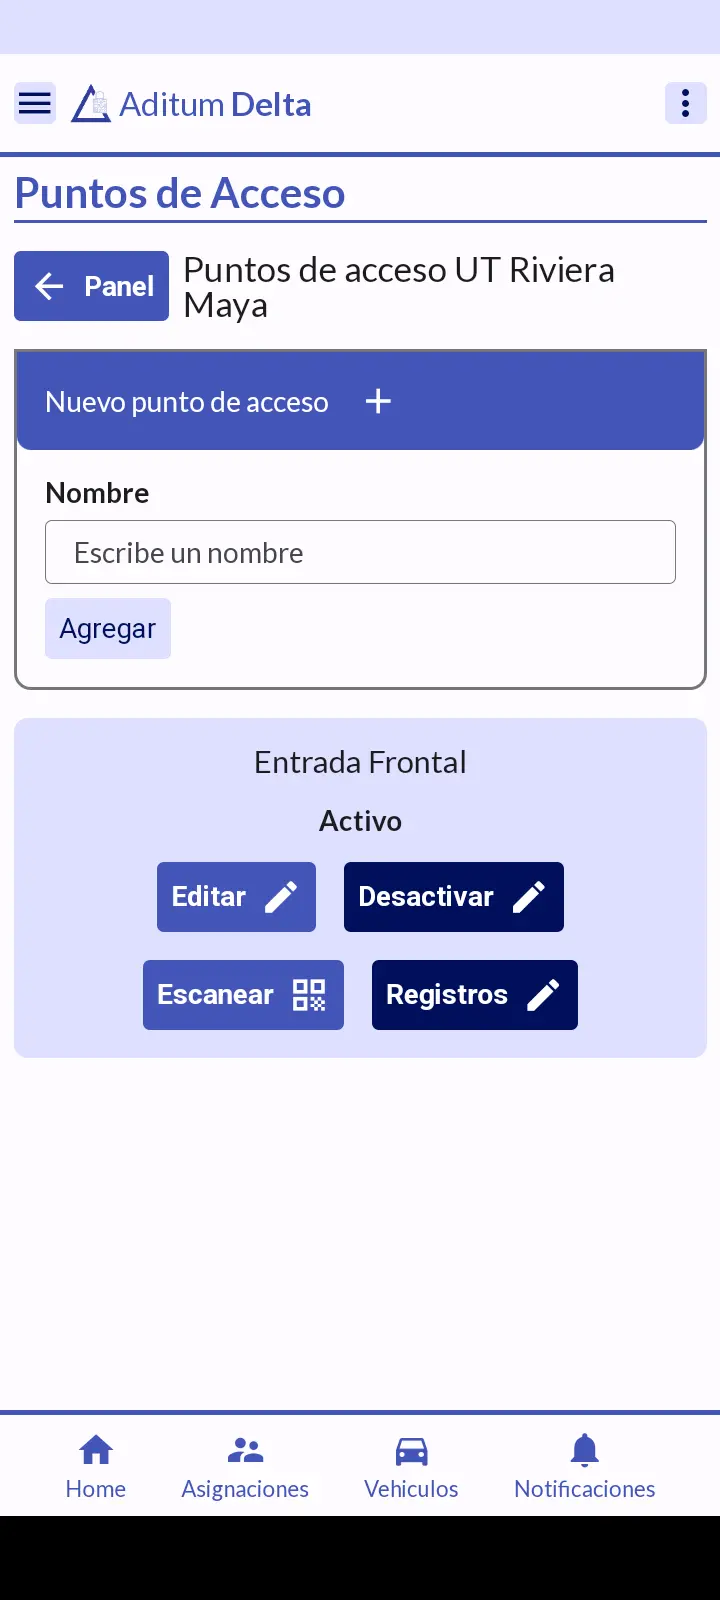 Aditum Delta
Puntos de Acceso
Panel
Puntos de acceso UT Riviera
Maya
Nuevo punto de acceso
Nombre
Escribe un nombre
Agregar
Entrada Frontal
Activo
Editar
Desactivar
Escanear
Registros
Home
Asignaciones
Vehiculos
Notificaciones